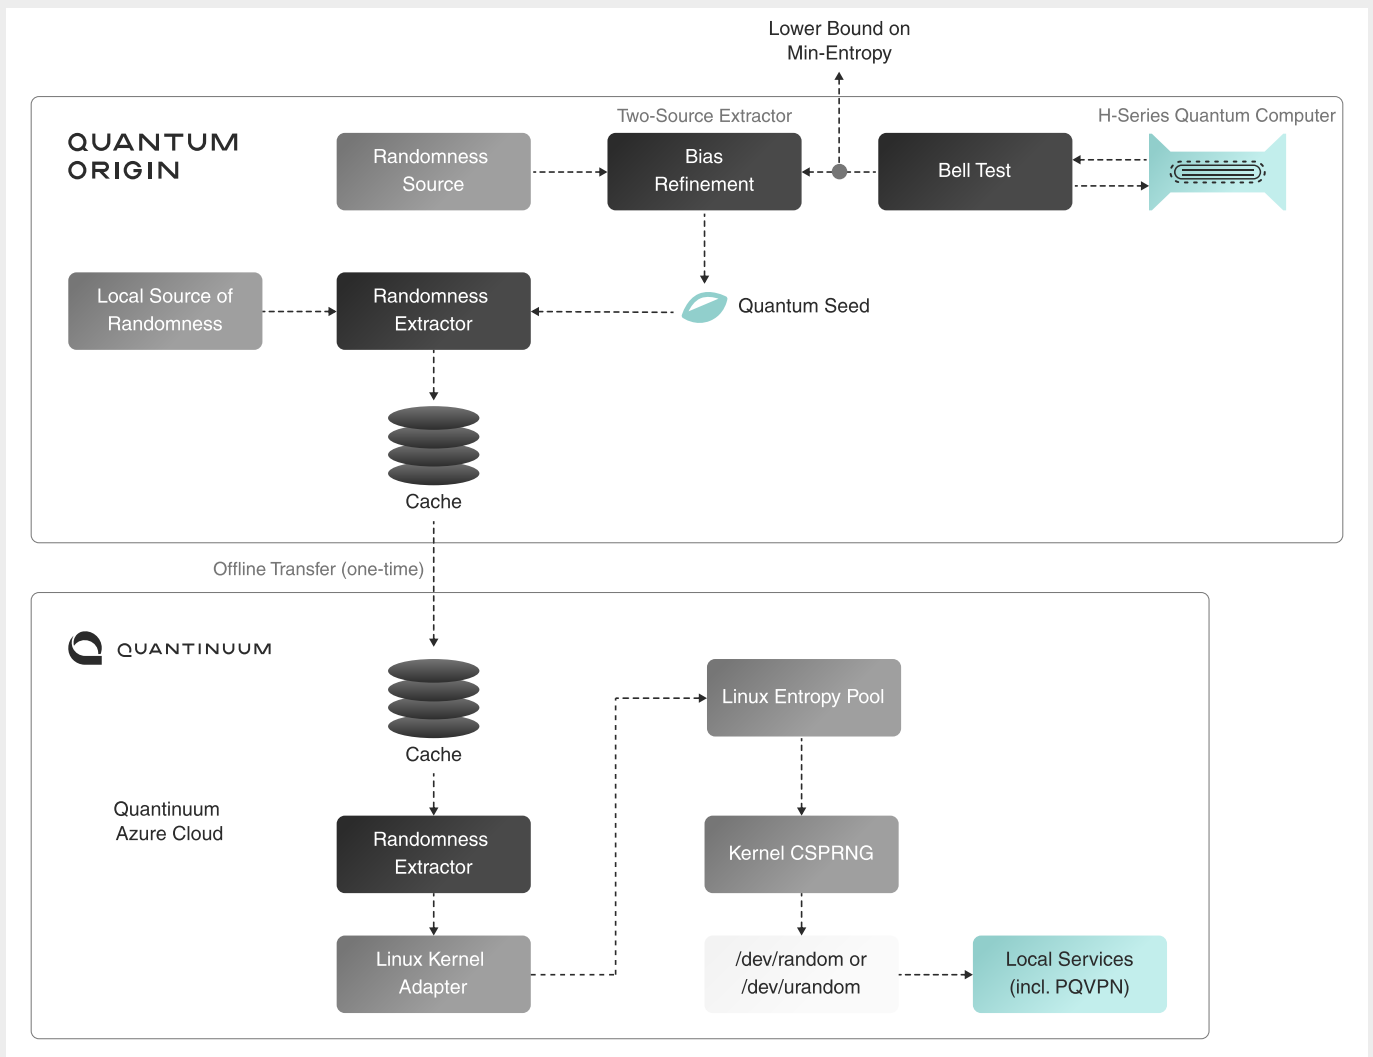 Lower Bound on
Min-Entropy
Two-Source Extractor
H-Series Quantum Computer
QUANTUM
ORIGIN
Randomness
Source
Bias
Refinement
Bell Test
Local Source of
Randomness
Randomness
Extractor
Quantum Seed
Cache
Offline Transfer (one-time)
QUANTINUUM
Cache
Linux Entropy Pool
Quantinuum
Azure Cloud
Randomness
Extractor
Kernel CSPRNG
Linux Kernel
Adapter
/dev/random or
/dev/urandom
Local Services
(incl. PQVPN)